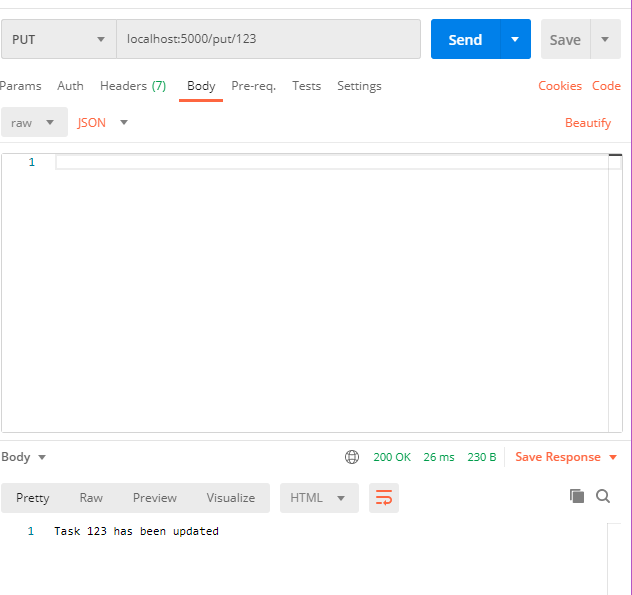 PUT localhost:5000/put/123 Send Save
Params Auth Headers (7) Body Pre-req. Tests Settings Cookies Code
raw JSON Beautify
1
Body 200 OK 26 ms 230 B Save Response
Pretty Raw Preview Visualize HTML
1 Task 123 has been updated